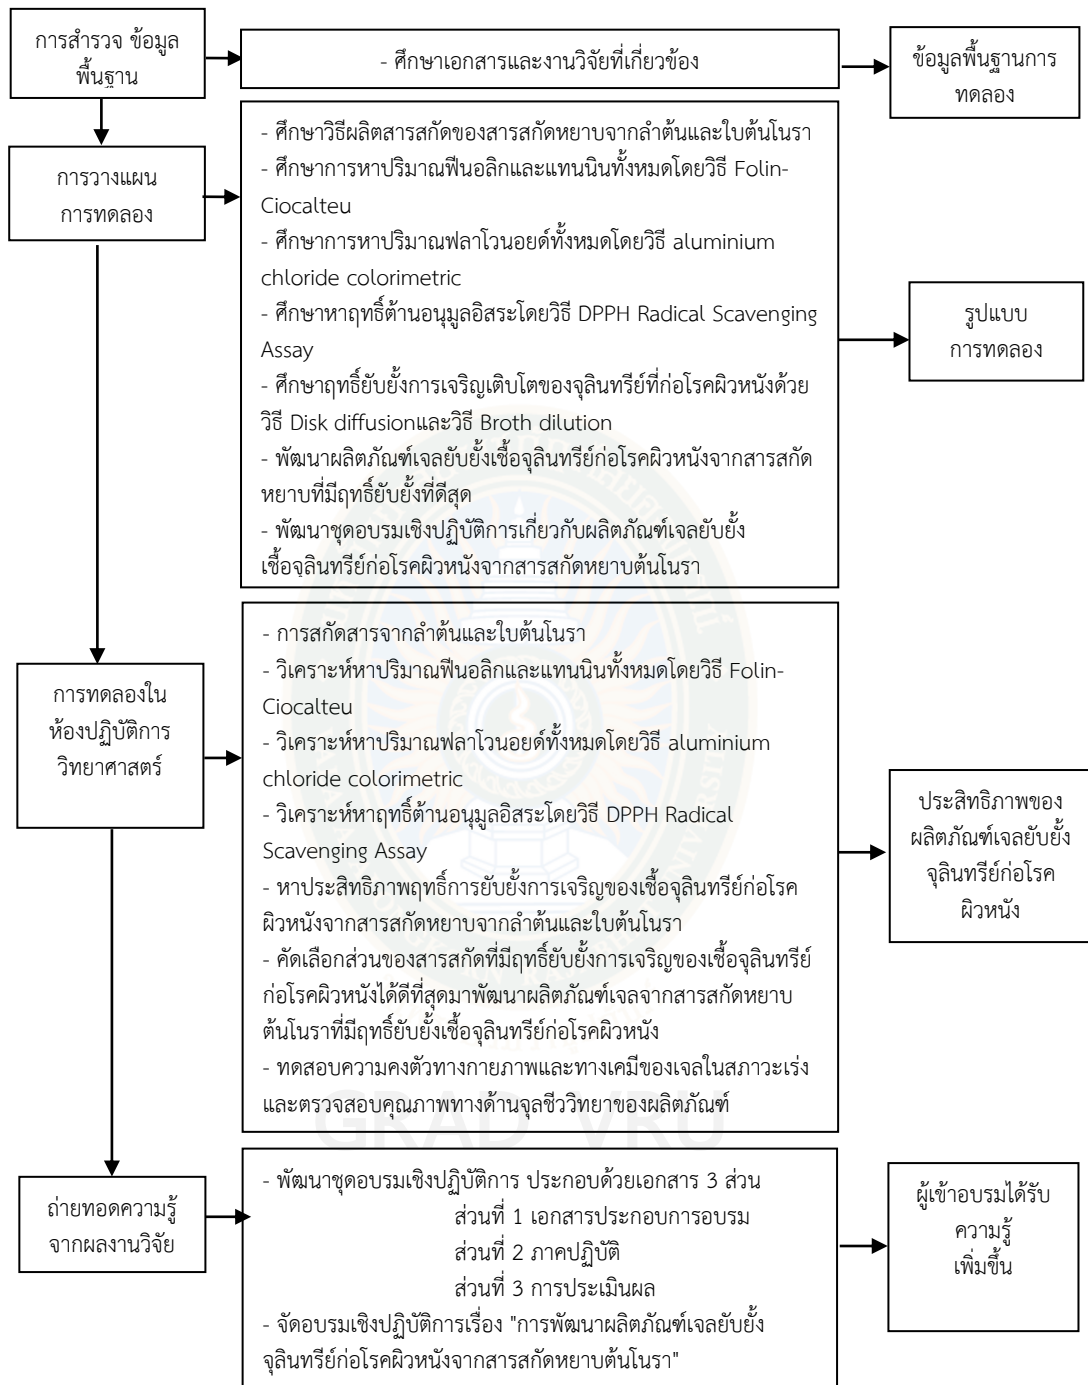 การสำรวจ ข้อมูล
พื้นฐาน
- ศึกษาเอกสารและงานวิจัยที่เกี่ยวข้อง
ข้อมูลพื้นฐานการ
ทดลอง
การวางแผน
การทดลอง
- ศึกษาวิธีผลิตสารสกัดของสารสกัดหยาบจากลำต้นและใบต้นโนรา
- ศึกษาการหาปริมาณฟีนอลิกและแทนนินทั้งหมดโดยวิธี Folin-
Ciocalteu
- ศึกษาการหาปริมาณฟลาโวนอยด์ทั้งหมดโดยวิธี aluminium
chloride colorimetric
- ศึกษาหาฤทธิ์ต้านอนุมูลอิสระโดยวิธี DPPH Radical Scavenging
Assay
- ศึกษาฤทธิ์ยับยั้งการเจริญเติบโตของจุลินทรีย์ที่ก่อโรคผิวหนังด้วย
วิธี Disk diffusionและวิธี Broth dilution
- พัฒนาผลิตภัณฑ์เจลยับยั้งเชื้อจุลินทรีย์ก่อโรคผิวหนังจากสารสกัด
หยาบที่มีฤทธิ์ยับยั้งที่ดีสุด
- พัฒนาชุดอบรมเชิงปฏิบัติการเกี่ยวกับผลิตภัณฑ์เจลยับยั้ง
เชื้อจุลินทรีย์ก่อโรคผิวหนังจากสารสกัดหยาบต้นโนรา
รูปแบบ
การทดลอง
การทดลองใน
ห้องปฏิบัติการ
วิทยาศาสตร์
- การสกัดสารจากลำต้นและใบต้นโนรา
- วิเคราะห์หาปริมาณฟีนอลิกและแทนนินทั้งหมดโดยวิธี Folin-
Ciocalteu
- วิเคราะห์หาปริมาณฟลาโวนอยด์ทั้งหมดโดยวิธี aluminium
chloride colorimetric
- วิเคราะห์หาฤทธิ์ต้านอนุมูลอิสระโดยวิธี DPPH Radical
Scavenging Assay
- หาประสิทธิภาพฤทธิ์การยับยั้งการเจริญของเชื้อจุลินทรีย์ก่อโรค
ผิวหนังจากสารสกัดหยาบจากลำต้นและใบต้นโนรา
- คัดเลือกส่วนของสารสกัดที่มีฤทธิ์ยับยั้งการเจริญของเชื้อจุลินทรีย์
ก่อโรคผิวหนังได้ดีที่สุดมาพัฒนาผลิตภัณฑ์เจลจากสารสกัดหยาบ
ต้นโนราที่มีฤทธิ์ยับยั้งเชื้อจุลินทรีย์ก่อโรคผิวหนัง
- ทดสอบความคงตัวทางกายภาพและทางเคมีของเจลในสภาวะเร่ง
และตรวจสอบคุณภาพทางด้านจุลชีววิทยาของผลิตภัณฑ์
ประสิทธิภาพของ
ผลิตภัณฑ์เจลยับยั้ง
จุลินทรีย์ก่อโรค
ผิวหนัง
GRAD VRU
ถ่ายทอดความรู้
จากผลงานวิจัย
- พัฒนาชุดอบรมเชิงปฏิบัติการ ประกอบด้วยเอกสาร 3 ส่วน
ส่วนที่ 1 เอกสารประกอบการอบรม
ส่วนที่ 2 ภาคปฏิบัติ
ส่วนที่ 3 การประเมินผล
- จัดอบรมเชิงปฏิบัติการเรื่อง "การพัฒนาผลิตภัณฑ์เจลยับยั้ง
จุลินทรีย์ก่อโรคผิวหนังจากสารสกัดหยาบต้นโนรา"
ผู้เข้าอบรมได้รับ
ความรู้
เพิ่มขึ้น